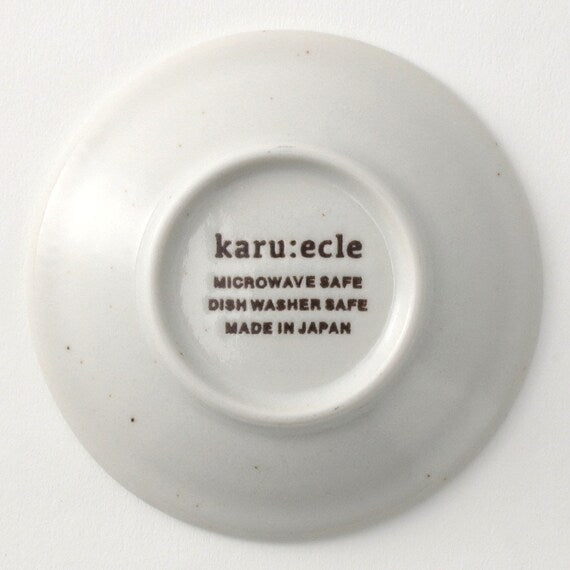 karu:ecle
MICROWAVE SAFE
DISH WASHER SAFE
MADE IN JAPAN